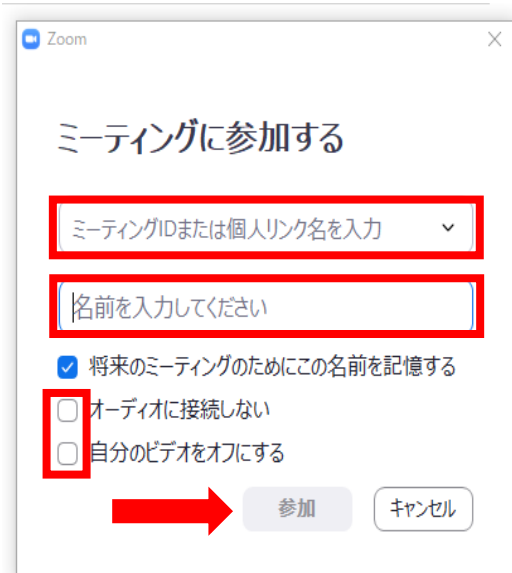 Zoom
ミーティングに参加する
ミーティングIDまたは個人リンク名を入力
名前を入力してください
将来のミーティングのためにこの名前を記憶する
オーディオに接続しない
自分のビデオをオフにする
参加 キャンセル